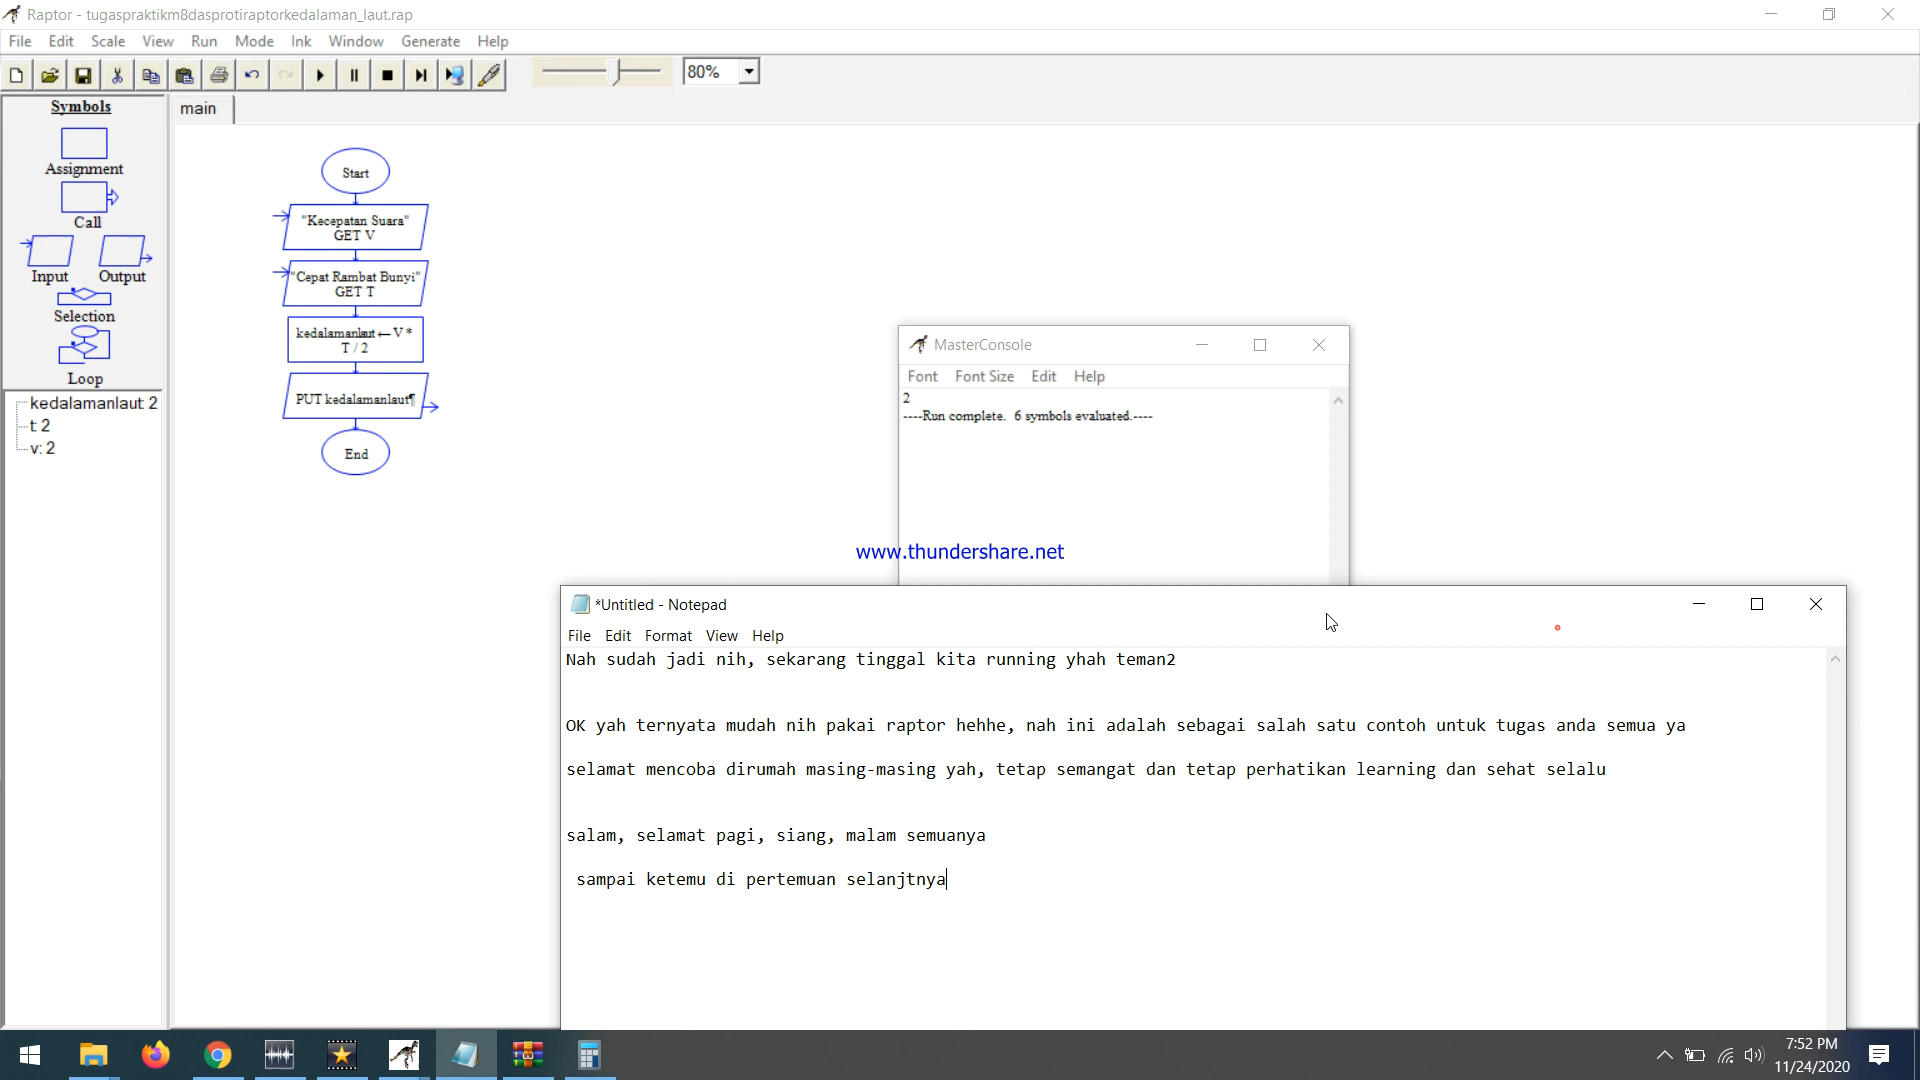 Raptor - tugaspraktikm8dasprotiraptorkedalaman_laut.rap
File Edit Scale View Run Mode Ink Window Generate Help
80%
Symbols
Assignment
Call
Input Output
Selection
Loop
kedalamanlaut: 2
t: 2
v: 2
main
Start
"Kecepatan Suara"
GET V
"Cepat Rambat Bunyi"
GET T
kedalamanlaut ← V *
T / 2
PUT kedalamanlaut¶
End
MasterConsole
Font Font Size Edit Help
2
----Run complete. 6 symbols evaluated.----
www.thundershare.net
*Untitled - Notepad
File Edit Format View Help
Nah sudah jadi nih, sekarang tinggal kita running yhah teman2
OK yah ternyata mudah nih pakai raptor hehhe, nah ini adalah sebagai salah satu contoh untuk tugas anda semua ya
selamat mencoba dirumah masing-masing yah, tetap semangat dan tetap perhatikan learning dan sehat selalu
salam, selamat pagi, siang, malam semuanya
sampai ketemu di pertemuan selanjtnya
7:52 PM
11/24/2020